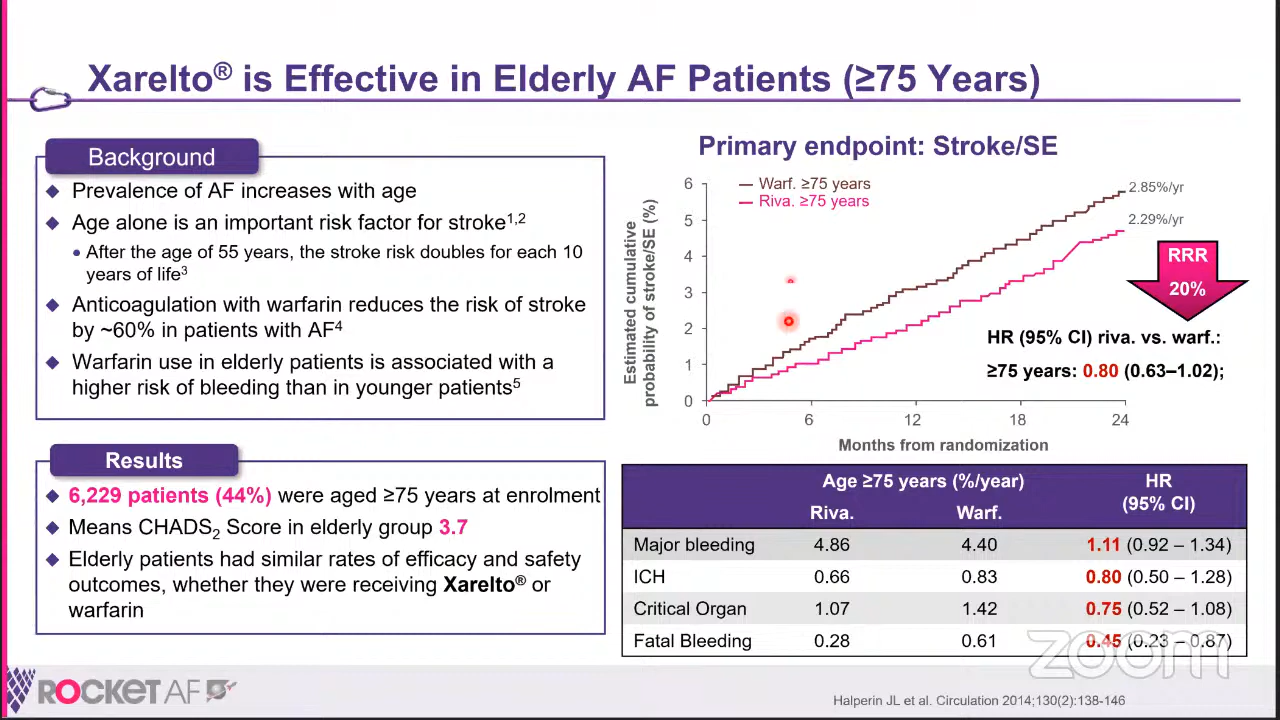 Xarelto® is Effective in Elderly AF Patients (≥75 Years)
Background
◆ Prevalence of AF increases with age
◆ Age alone is an important risk factor for stroke1,2
• After the age of 55 years, the stroke risk doubles for each 10
years of life3
◆ Anticoagulation with warfarin reduces the risk of stroke
by ~60% in patients with AF4
◆ Warfarin use in elderly patients is associated with a
higher risk of bleeding than in younger patients5
Results
◆ 6,229 patients (44%) were aged ≥75 years at enrolment
◆ Means CHADS2 Score in elderly group 3.7
◆ Elderly patients had similar rates of efficacy and safety
outcomes, whether they were receiving Xarelto® or
warfarin
Primary endpoint: Stroke/SE
Estimated cumulative
probability of stroke/SE (%)
6
5
4
3
2
1
0
Warf. ≥75 years
Riva. ≥75 years
2.85%/yr
2.29%/yr
RRR
20%
HR (95% CI) riva. vs. warf.:
≥75 years: 0.80 (0.63–1.02);
0 6 12 18 24
Months from randomization
Age ≥75 years (%/year) HR
(95% CI)
Riva. Warf.
Major bleeding 4.86 4.40 1.11 (0.92 – 1.34)
ICH 0.66 0.83 0.80 (0.50 – 1.28)
Critical Organ 1.07 1.42 0.75 (0.52 – 1.08)
Fatal Bleeding 0.28 0.61 0.45 (0.23 – 0.87)
zoom
ROCKET AF
Halperin JL et al. Circulation 2014;130(2):138-146